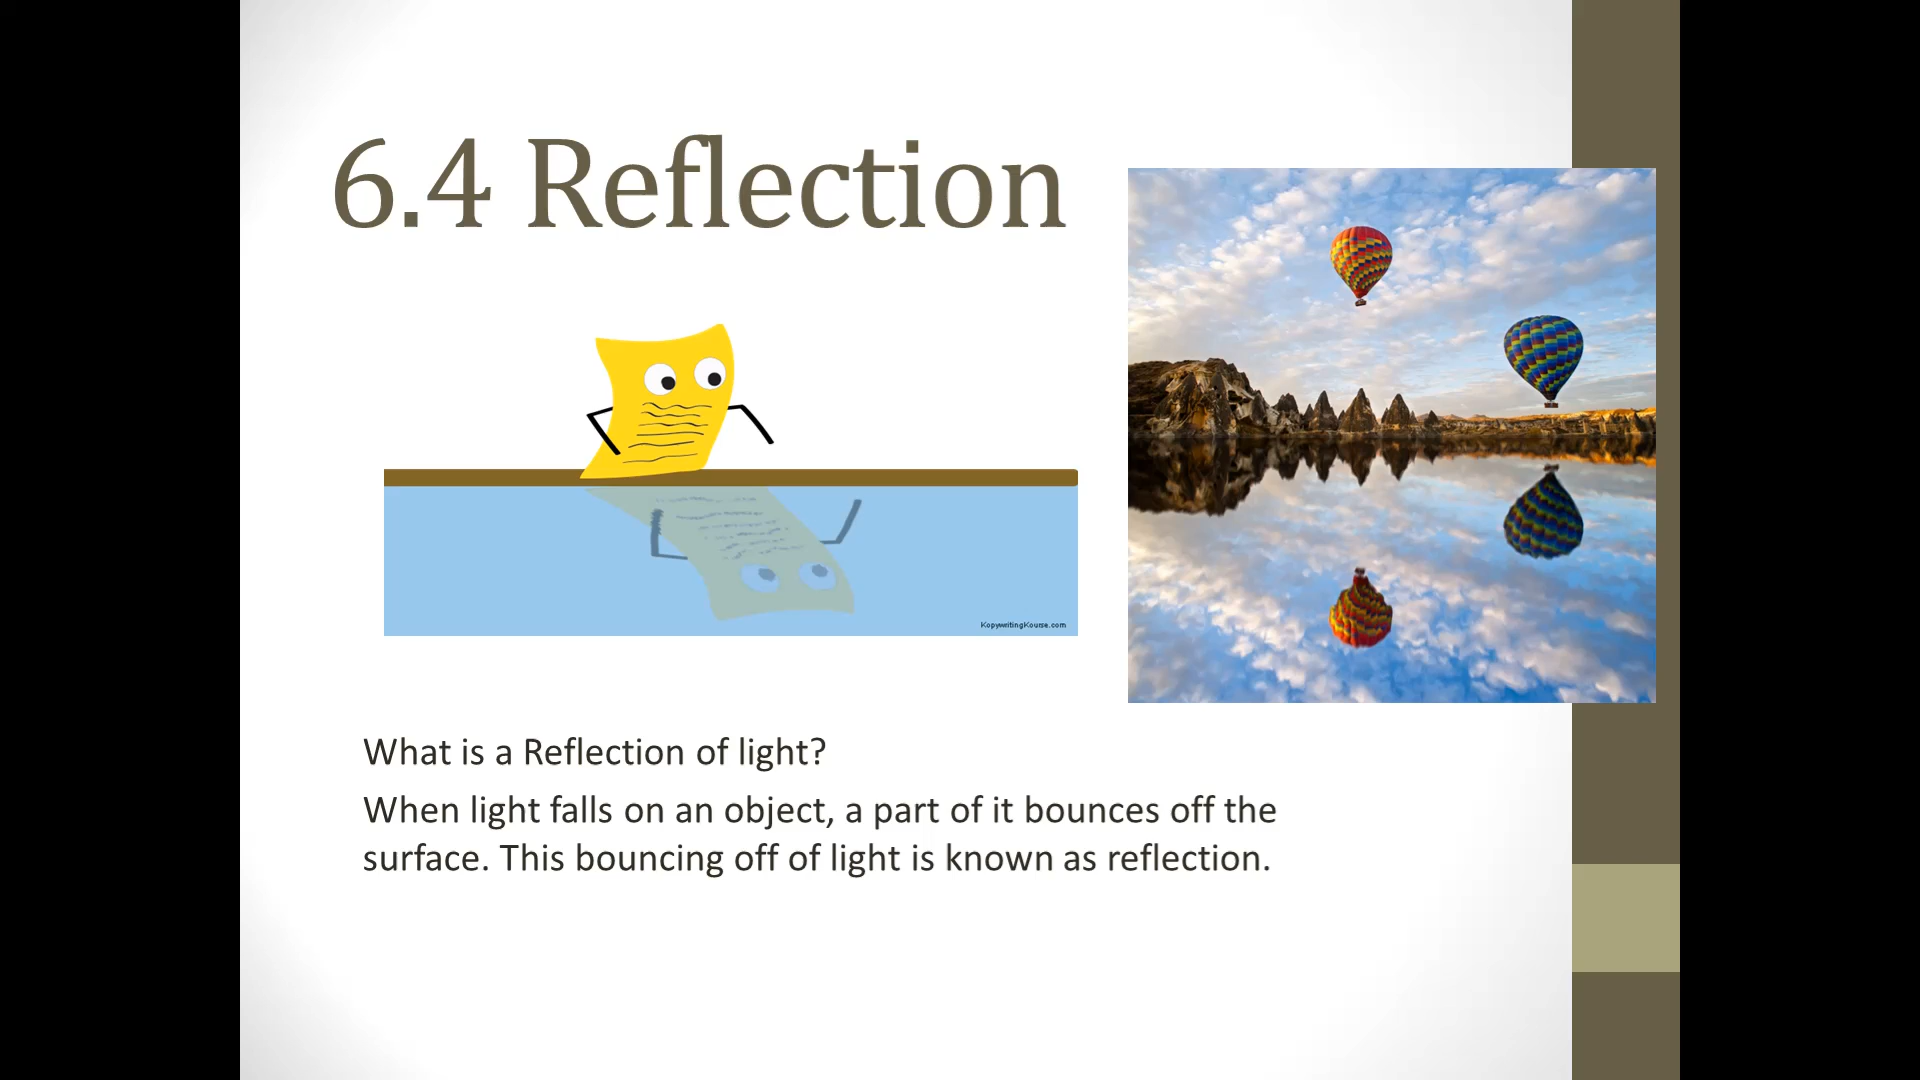 6.4 Reflection
KopywritingKourse.com
What is a Reflection of light?
When light falls on an object, a part of it bounces off the
surface. This bouncing off of light is known as reflection.